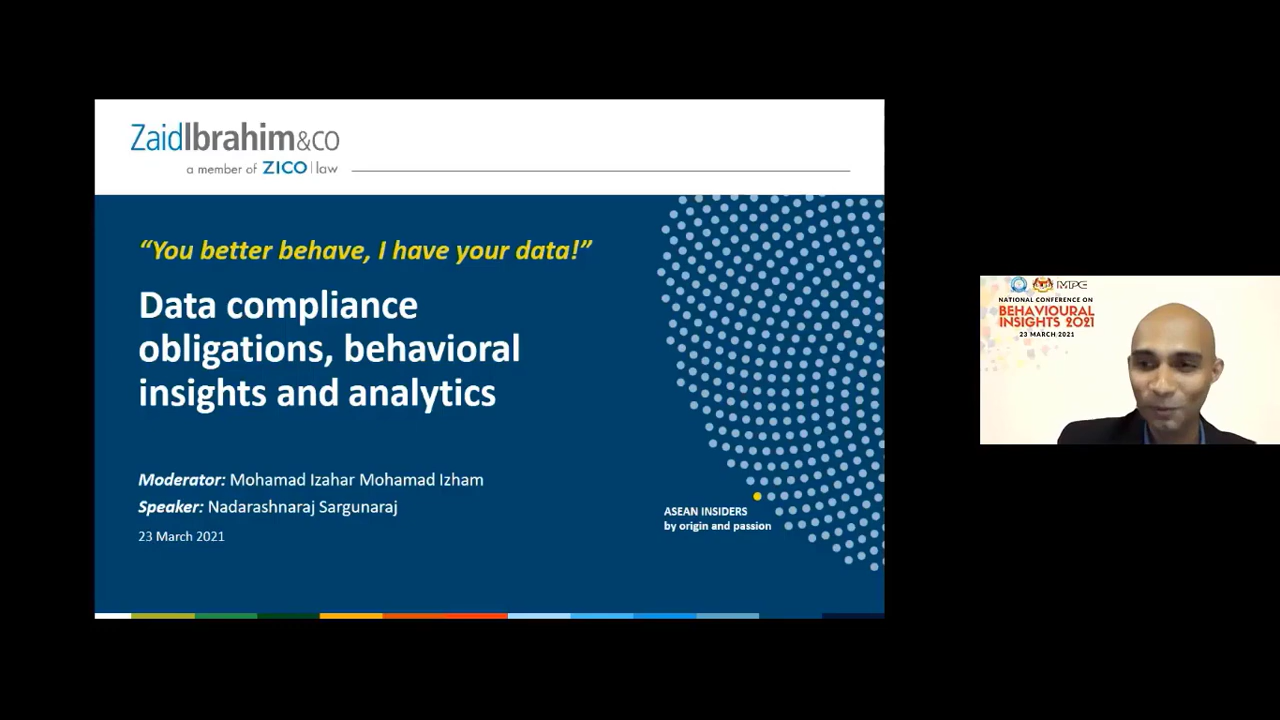 ZaidIbrahim&co
a member of ZICO|law
“You better behave, I have your data!”
Data compliance
obligations, behavioral
insights and analytics
Moderator: Mohamad Izahar Mohamad Izham
Speaker: Nadarashnaraj Sargunaraj
23 March 2021
ASEAN INSIDERS
by origin and passion
MPC
NATIONAL CONFERENCE ON
BEHAVIOURAL
INSIGHTS 2021
23 MARCH 2021